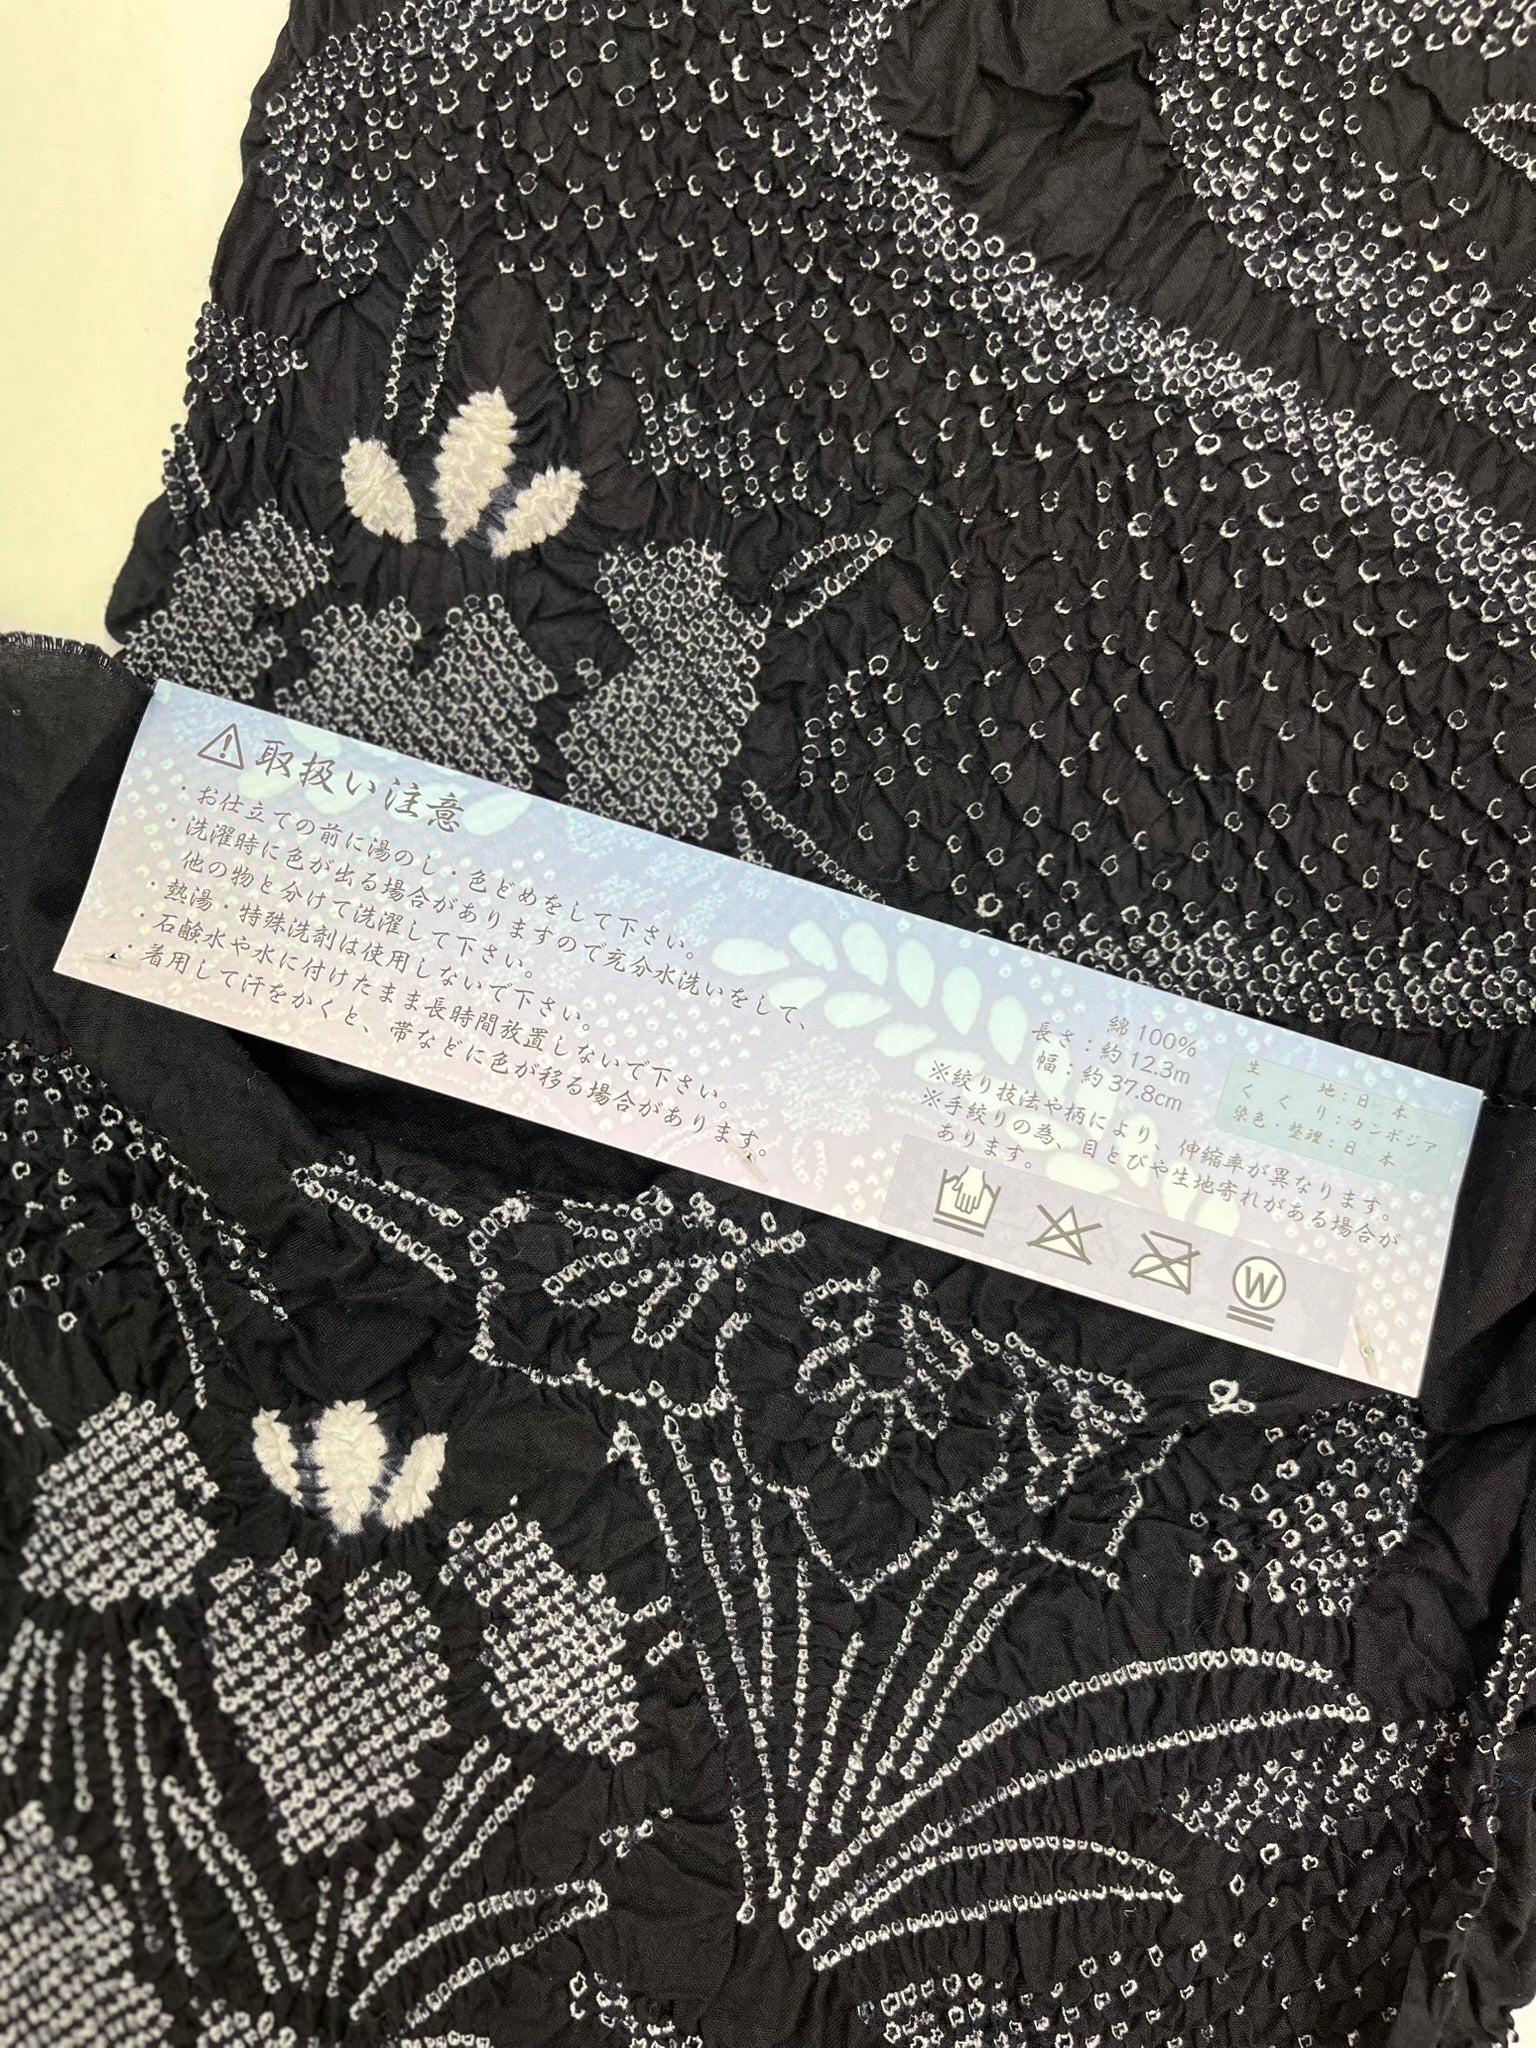 ⚠取扱い注意
・お仕立ての前に湯のし・色どめをして下さい。
・洗濯時に色が出る場合がありますので充分水洗いをして、
他の物と分けて洗濯して下さい。
・熱湯・特殊洗剤は使用しないで下さい。
・石鹸水や水に付けたまま長時間放置しないで下さい。
・着用して汗をかくと、帯などに色が移る場合があります。
綿100%
長さ：約12.3m
幅：約37.8cm
※絞り技法や柄により、伸縮率が異なります。
※手絞りの為、目とびや生地寄れがある場合が
あります。
生地：日本
くくり：カンボジア
染色・整理：日本
W